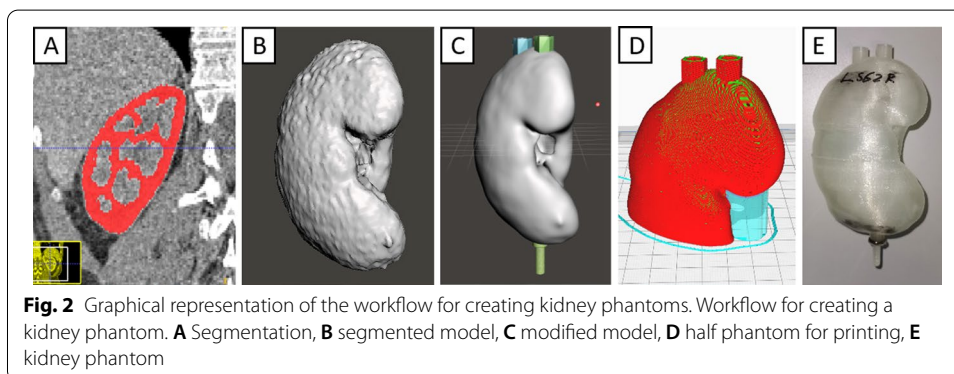 A
B
C
D
E
L S62R
Fig. 2 Graphical representation of the workflow for creating kidney phantoms. Workflow for creating a
kidney phantom. A Segmentation, B segmented model, C modified model, D half phantom for printing, E
kidney phantom